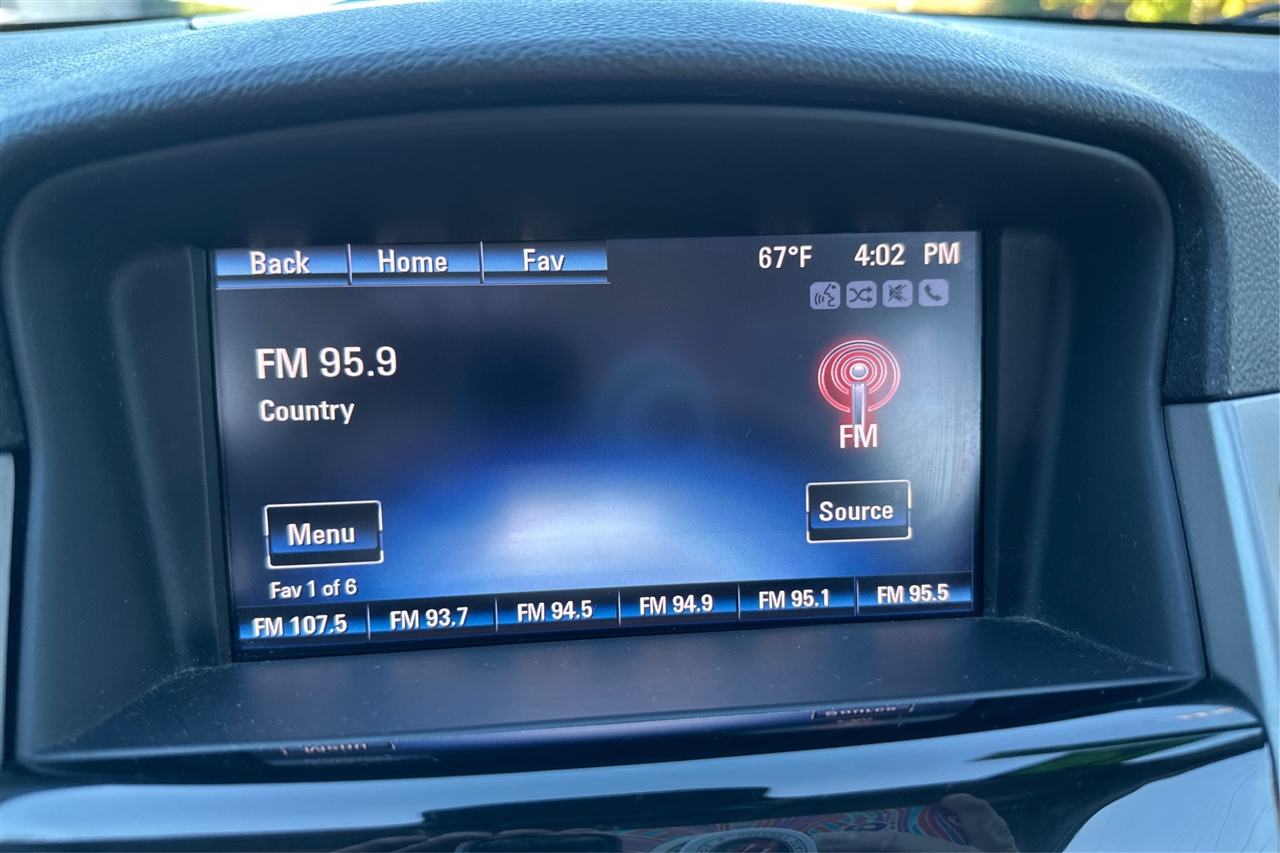 Back Home Fav 67°F 4:02 PM
FM 95.9
Country
FM
Menu Source
Fav 1 of 6
FM 107.5 FM 93.7 FM 94.5 FM 94.9 FM 95.1 FM 95.5